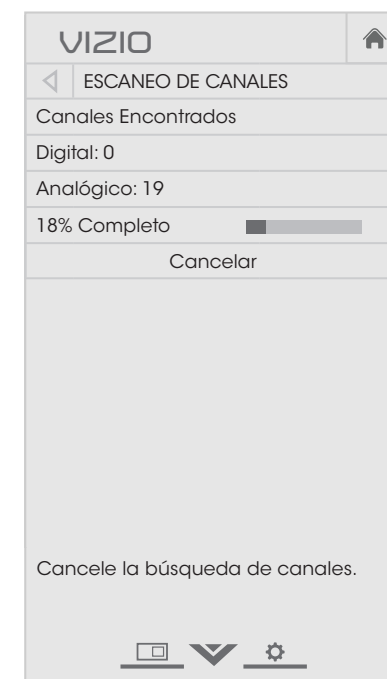 VIZIO
ESCANEO DE CANALES
Canales Encontrados
Digital: 0
Analógico: 19
18% Completo
Cancelar
Cancele la búsqueda de canales.